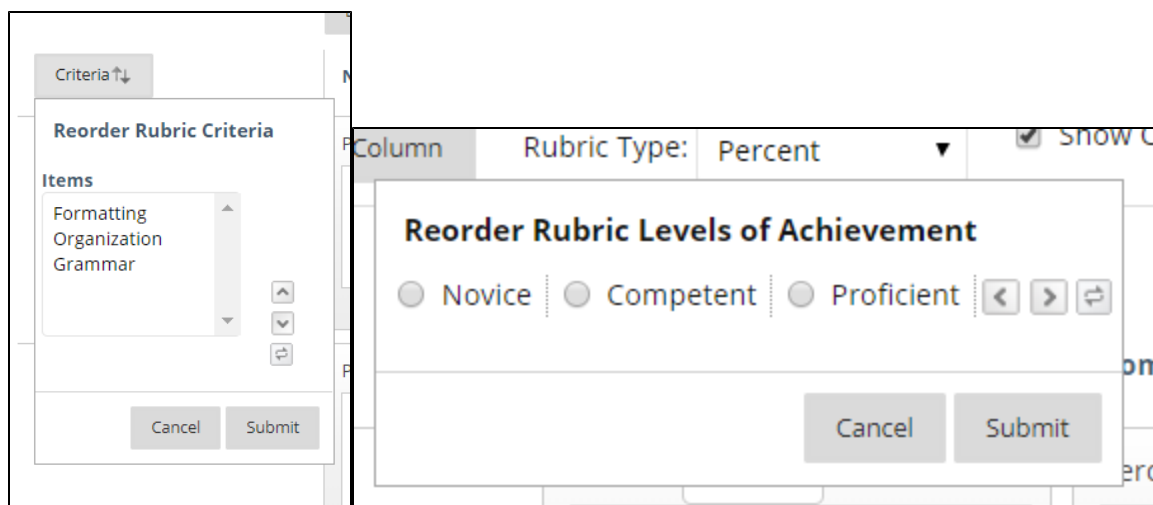 Criteria
Reorder Rubric Criteria
Items
Formatting
Organization
Grammar
Cancel Submit
Column Rubric Type: Percent Show
Reorder Rubric Levels of Achievement
Novice Competent Proficient
Cancel Submit